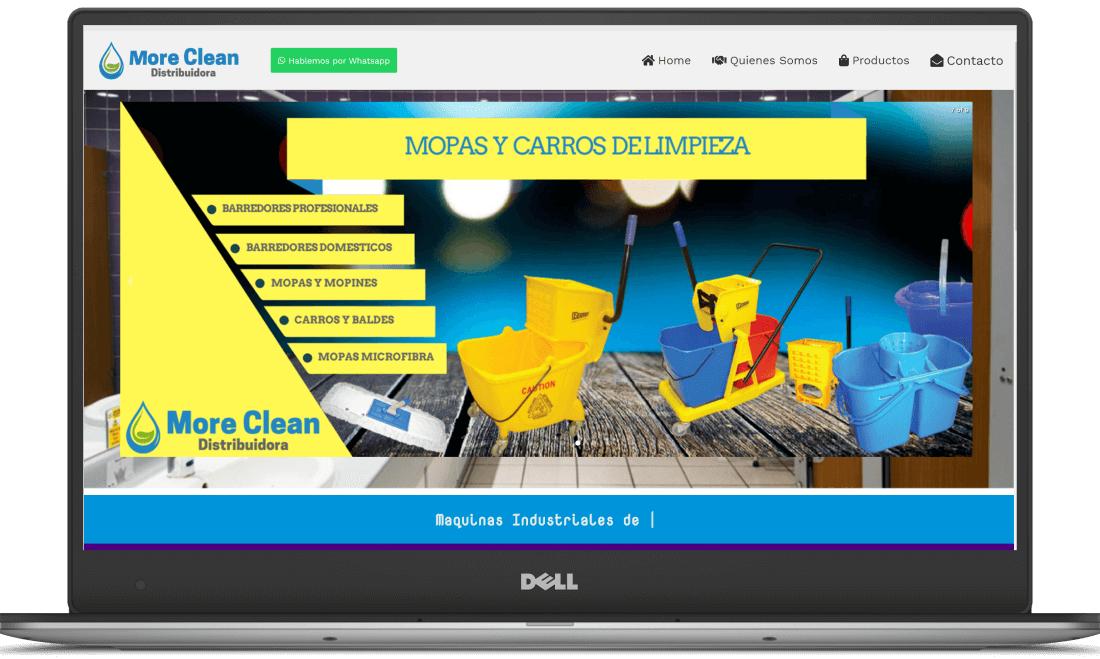 More Clean
Distribuidora
Hablemos por Whatsapp
Home
Quienes Somos
Productos
Contacto
MOPAS Y CARROS DE LIMPIEZA
BARREDORES PROFESIONALES
BARREDORES DOMESTICOS
MOPAS Y MOPINES
CARROS Y BALDES
MOPAS MICROFIBRA
CAUTION
More Clean
Distribuidora
Maquinas Industriales de |
DELL